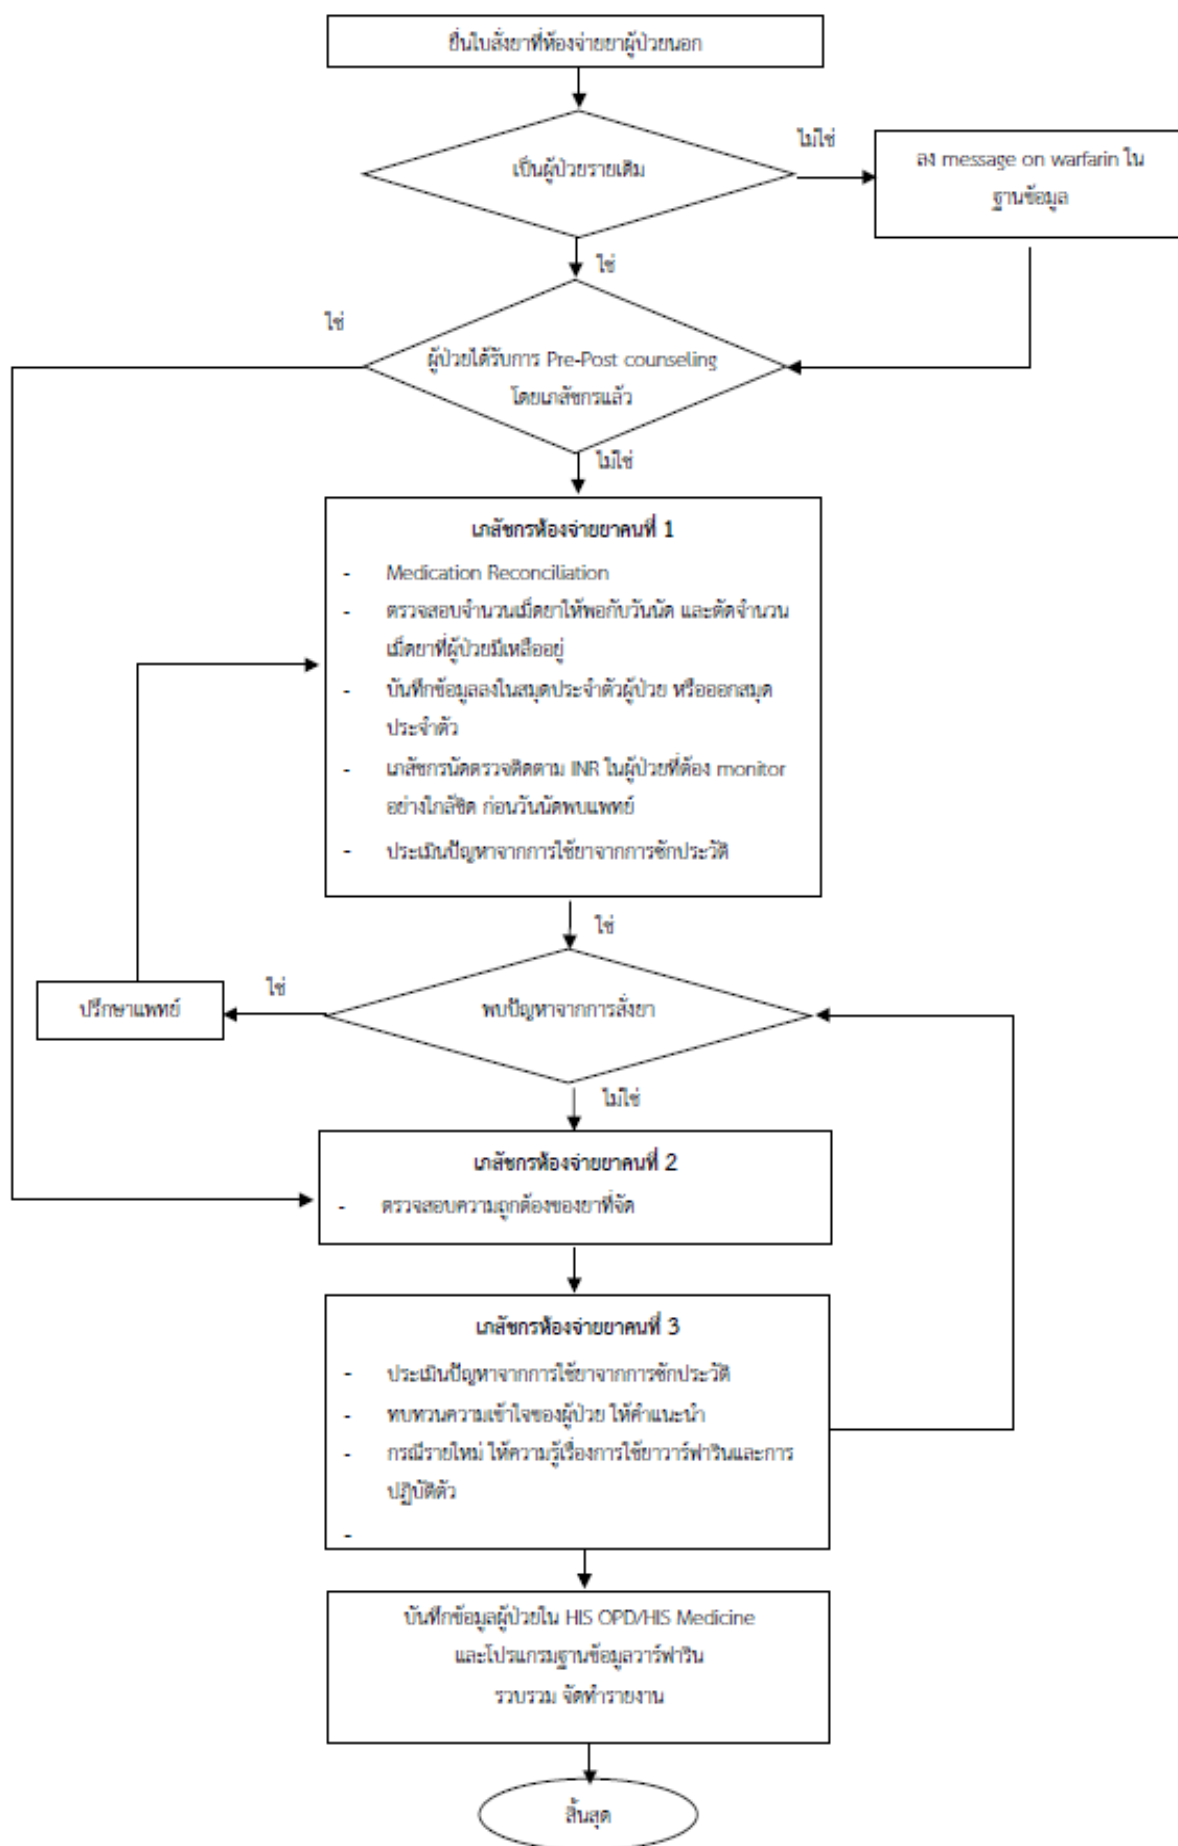 ยื่นใบสั่งยาที่ห้องจ่ายยาผู้ป่วยนอก
เป็นผู้ป่วยรายเดิม
ไม่ใช่
ลง message on warfarin ใน
ฐานข้อมูล
ใช่
ใช่
ผู้ป่วยได้รับการ Pre-Post counseling
โดยเภสัชกรแล้ว
ไม่ใช่
เภสัชกรห้องจ่ายยาคนที่ 1
- Medication Reconciliation
- ตรวจสอบจำนวนเม็ดยาให้พอกับวันนัด และตัดจำนวน
เม็ดยาที่ผู้ป่วยมีเหลืออยู่
- บันทึกข้อมูลลงในสมุดประจำตัวผู้ป่วย หรือออกสมุด
ประจำตัว
- เภสัชกรนัดตรวจติดตาม INR ในผู้ป่วยที่ต้อง monitor
อย่างใกล้ชิด ก่อนวันนัดพบแพทย์
- ประเมินปัญหาจากการใช้ยาจากการซักประวัติ
ใช่
ปรึกษาแพทย์
ใช่
พบปัญหาจากการสั่งยา
ไม่ใช่
เภสัชกรห้องจ่ายยาคนที่ 2
- ตรวจสอบความถูกต้องของยาที่จัด
เภสัชกรห้องจ่ายยาคนที่ 3
- ประเมินปัญหาจากการใช้ยาจากการซักประวัติ
- ทบทวนความเข้าใจของผู้ป่วย ให้คำแนะนำ
- กรณีรายใหม่ ให้ความรู้เรื่องการใช้ยาวาร์ฟารินและการ
ปฏิบัติตัว
-
บันทึกข้อมูลผู้ป่วยใน HIS OPD/HIS Medicine
และโปรแกรมฐานข้อมูลวาร์ฟาริน
รวบรวม จัดทำรายงาน
สิ้นสุด